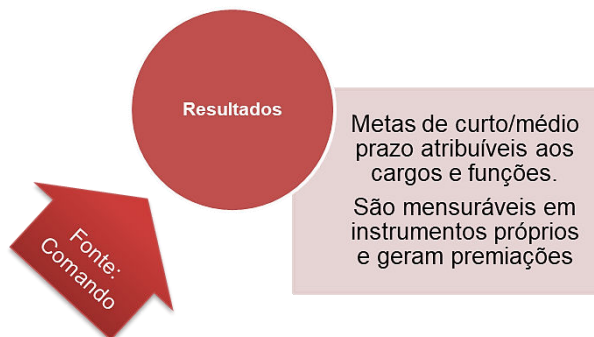 Resultados
Metas de curto/médio
prazo atribuíveis aos
cargos e funções.
São mensuráveis em
instrumentos próprios
e geram premiações
Fonte:
Comando